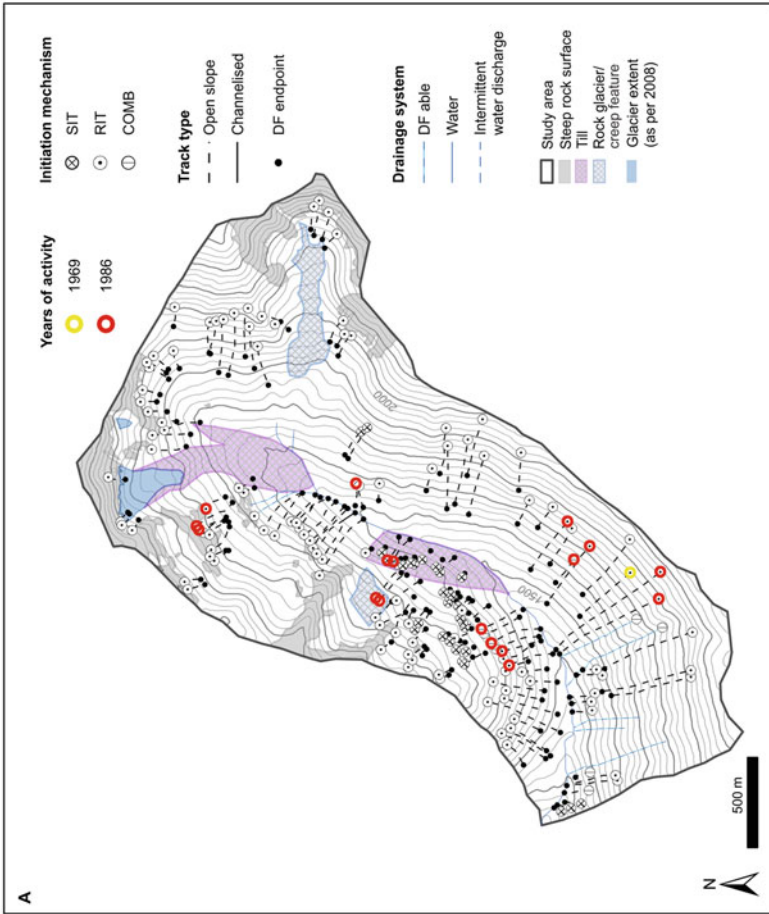 A
Years of activity
1969
1986
Initiation mechanism
SIT
RIT
COMB
Track type
Open slope
Channelised
DF endpoint
Drainage system
DF able
Water
Intermittent
water discharge
Study area
Steep rock surface
Till
Rock glacier/
creep feature
Glacier extent
(as per 2008)
2000
1500
N
500 m